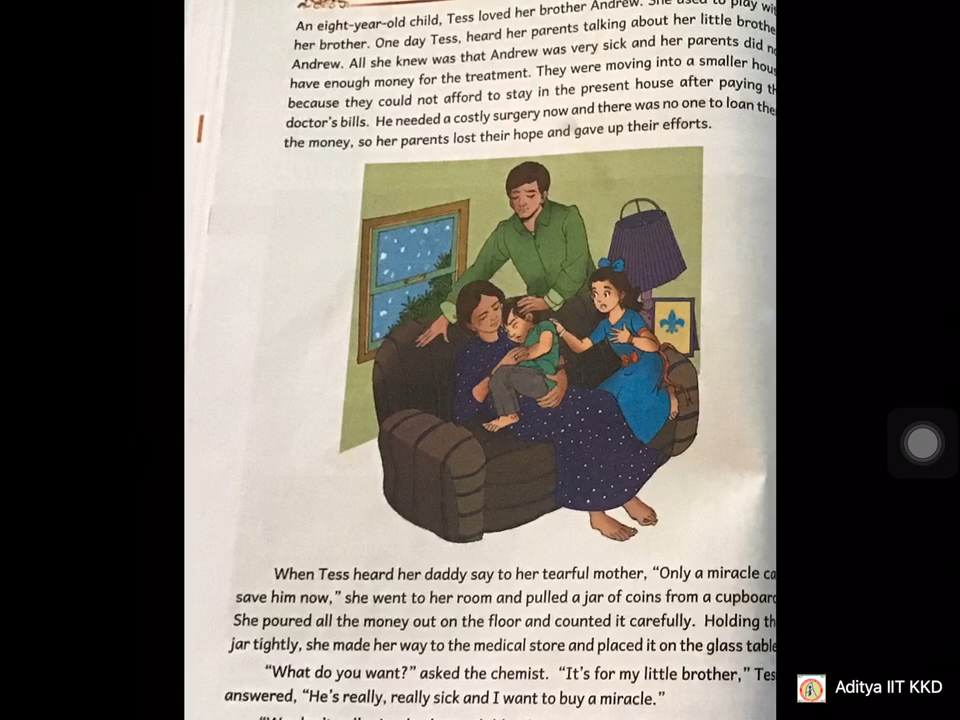 An eight-year-old child, Tess loved her brother Andrew. She used to play
her brother. One day Tess, heard her parents talking about her little
Andrew. All she knew was that Andrew was very sick and her parents did
have enough money for the treatment. They were moving into a smaller
because they could not afford to stay in the present house after paying
doctor's bills. He needed a costly surgery now and there was no one to loan
the money, so her parents lost their hope and gave up their efforts.
When Tess heard her daddy say to her tearful mother, "Only a miracle
save him now," she went to her room and pulled a jar of coins from a
She poured all the money out on the floor and counted it carefully. Holding
jar tightly, she made her way to the medical store and placed it on the glass table
"What do you want?" asked the chemist. "It's for my little brother,"
answered, "He's really, really sick and I want to buy a miracle."
Aditya IIT KKD